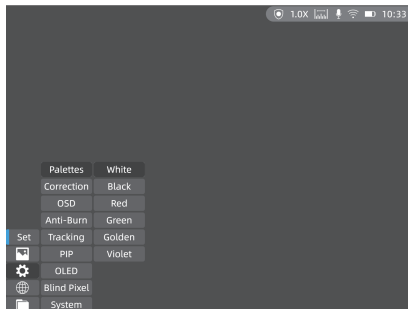 1.0X 10:33
Palettes White
Correction Black
OSD Red
Anti-Burn Green
Set Tracking Golden
PIP Violet
OLED
Blind Pixel
System